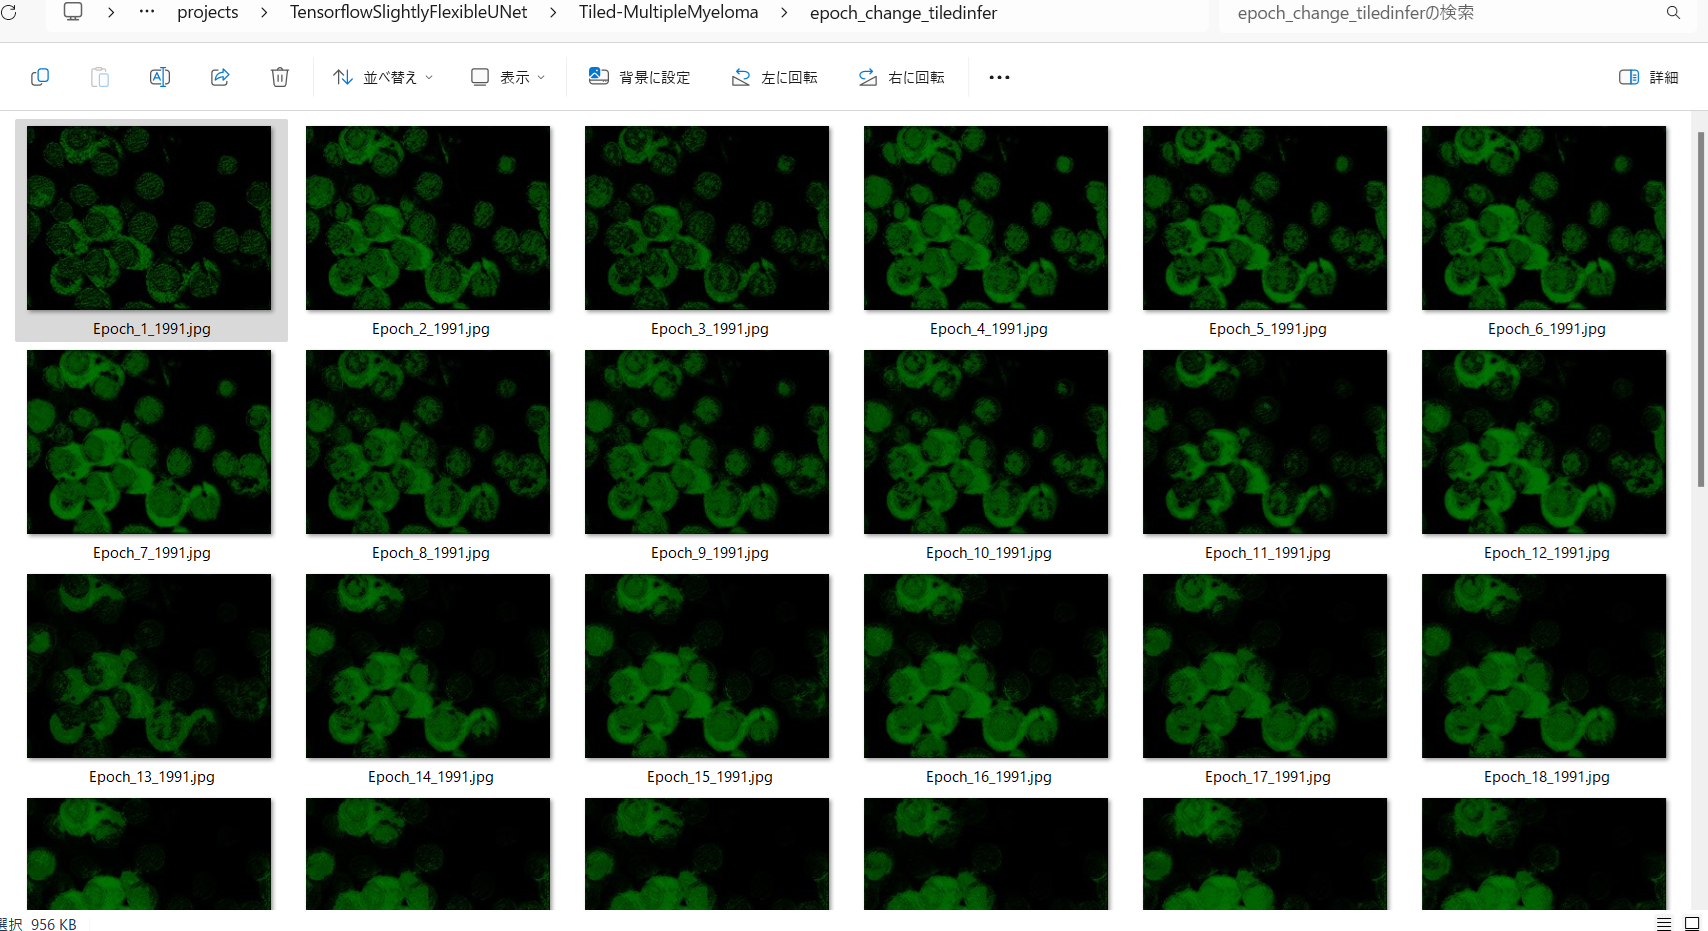 projects > TensorflowSlightlyFlexibleUNet > Tiled-MultipleMyeloma > epoch_change_tiledinfer epoch_change_tiledinferの検索
並べ替え 表示 背景に設定 左に回転 右に回転 詳細
Epoch_1_1991.jpg Epoch_2_1991.jpg Epoch_3_1991.jpg Epoch_4_1991.jpg Epoch_5_1991.jpg Epoch_6_1991.jpg
Epoch_7_1991.jpg Epoch_8_1991.jpg Epoch_9_1991.jpg Epoch_10_1991.jpg Epoch_11_1991.jpg Epoch_12_1991.jpg
Epoch_13_1991.jpg Epoch_14_1991.jpg Epoch_15_1991.jpg Epoch_16_1991.jpg Epoch_17_1991.jpg Epoch_18_1991.jpg
選択 956 KB